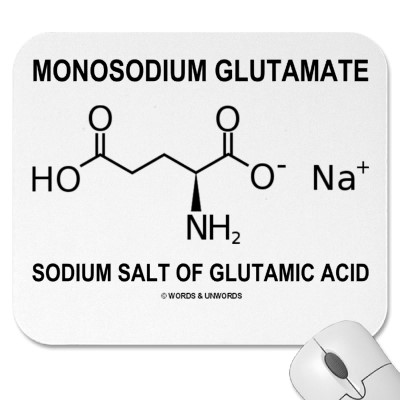 MONOSODIUM GLUTAMATE
O O
HO O- Na+
NH2
SODIUM SALT OF GLUTAMIC ACID
© WORDS & UNWORDS